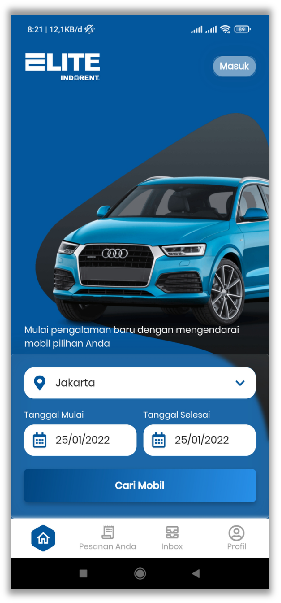 8:21 | 12,1KB/d
ELITE
INDORENT.
Masuk
Mulai pengalaman baru dengan mengendarai
mobil pilihan Anda
Jakarta
Tanggal Mulai
Tanggal Selesai
25/01/2022
25/01/2022
Cari Mobil
Pesanan Anda
Inbox
Profil